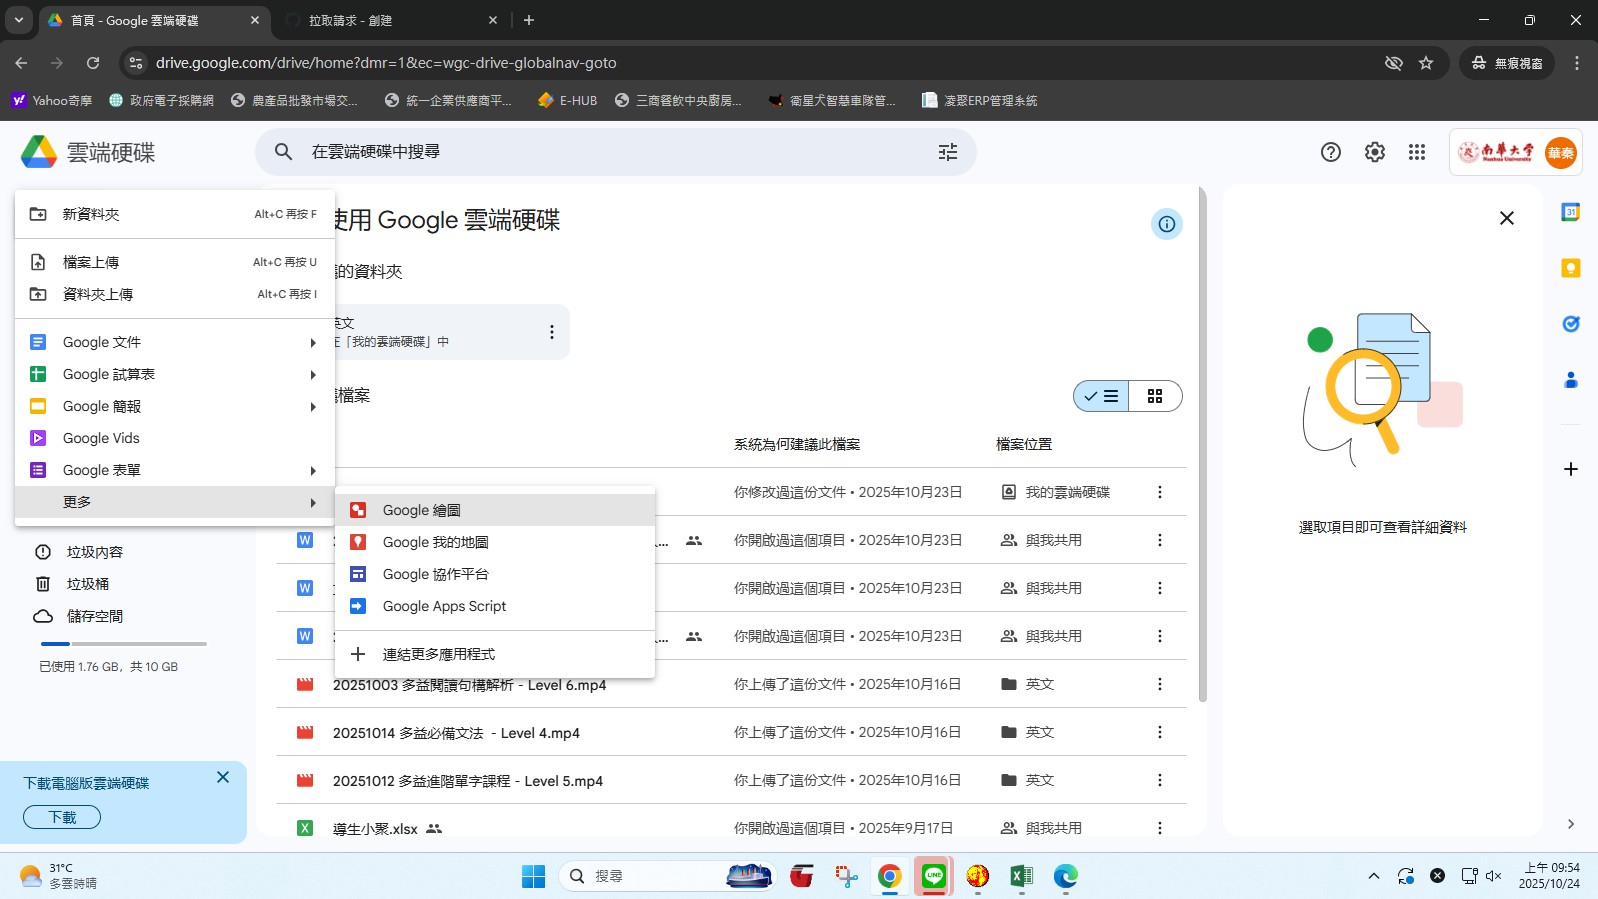 首頁 - Google 雲端硬碟
拉取請求 - 創建
drive.google.com/drive/home?dmr=1&ec=wgc-drive-globalnav-goto
無痕視窗
Yahoo奇摩
政府電子採購網
農產品批發市場交...
統一企業供應商平...
E-HUB
三商餐飲中央廚房...
衛星犬智慧車隊管...
凌聚ERP管理系統
雲端硬碟
在雲端硬碟中搜尋
南華大学
Nanhua University
華秦
新資料夾
Alt+C 再按 F
檔案上傳
Alt+C 再按 U
資料夾上傳
Alt+C 再按 I
Google 文件
Google 試算表
Google 簡報
Google Vids
Google 表單
更多
Google 繪圖
Google 我的地圖
Google 協作平台
Google Apps Script
連結更多應用程式
使用 Google 雲端硬碟
的資料夾
英文
在「我的雲端硬碟」中
檔案
系統為何建議此檔案
檔案位置
你修改過這份文件 • 2025年10月23日
我的雲端硬碟
...
你開啟過這個項目 • 2025年10月23日
與我共用
你開啟過這個項目 • 2025年10月23日
與我共用
...
你開啟過這個項目 • 2025年10月23日
與我共用
20251003 多益閱讀句構解析 - Level 6.mp4
你上傳了這份文件 • 2025年10月16日
英文
20251014 多益必備文法 - Level 4.mp4
你上傳了這份文件 • 2025年10月16日
英文
20251012 多益進階單字課程 - Level 5.mp4
你上傳了這份文件 • 2025年10月16日
英文
導生小聚.xlsx
你開啟過這個項目 • 2025年9月17日
與我共用
選取項目即可查看詳細資料
垃圾內容
垃圾桶
儲存空間
已使用 1.76 GB，共 10 GB
下載電腦版雲端硬碟
下載
31°C
多雲時晴
搜尋
上午 09:54
2025/10/24